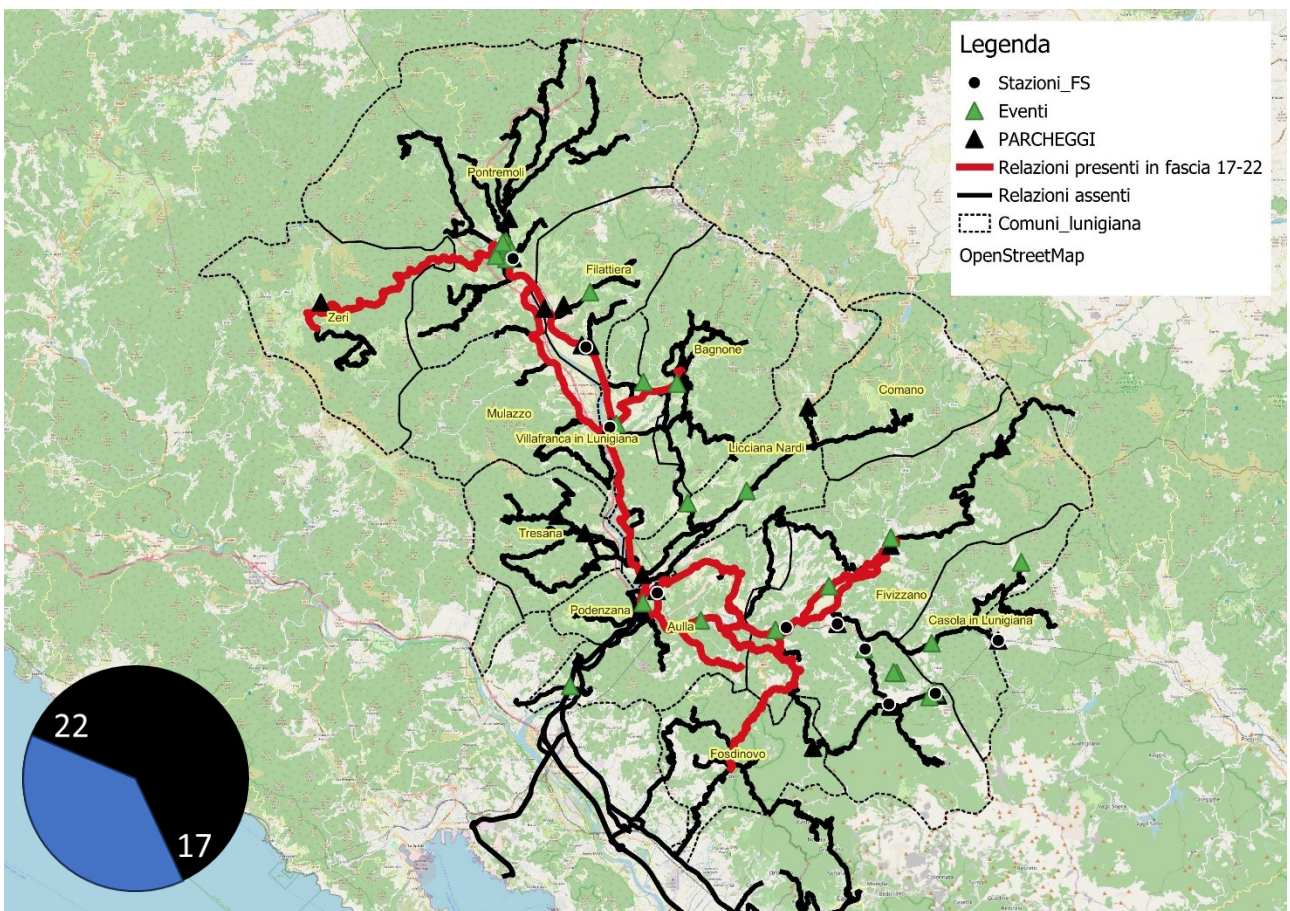 Legenda
Stazioni_FS
Eventi
PARCHEGGI
Relazioni presenti in fascia 17-22
Relazioni assenti
Comuni_lunigiana
OpenStreetMap
Pontremoli
Filattiera
Zeri
Bagnone
Comano
Mulazzo
Villafranca in Lunigiana
Licciana Nardi
Tresana
Podenzana
Aulla
Fivizzano
Casola in Lunigiana
Fosdinovo
22
17